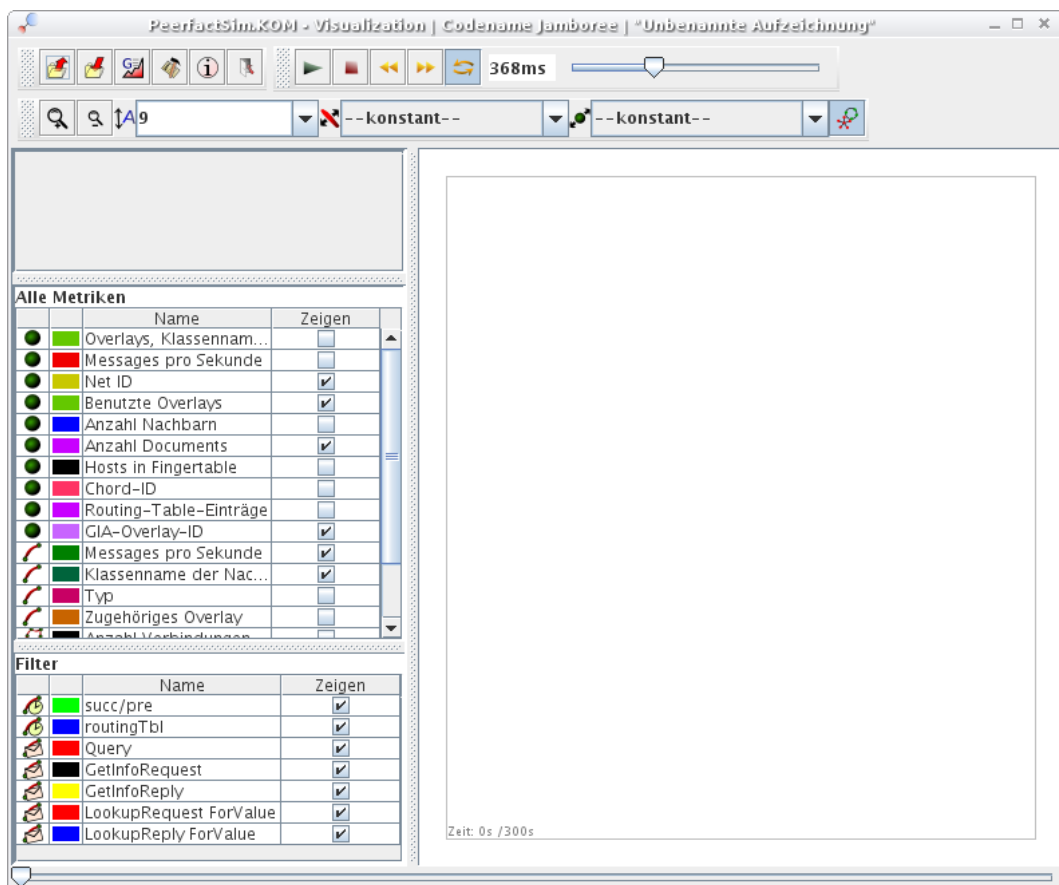 PeerfactSim.KOM - Visualization | Codename Jamboree | "Unbenannte Aufzeichnung"
368ms
9
--konstant--
--konstant--
Alle Metriken
Name Zeigen
Overlays, Klassennam...
Messages pro Sekunde
Net ID
Benutzte Overlays
Anzahl Nachbarn
Anzahl Documents
Hosts in Fingertable
Chord-ID
Routing-Table-Einträge
GIA-Overlay-ID
Messages pro Sekunde
Klassenname der Nac...
Typ
Zugehöriges Overlay
Anzahl Verbindungen
Filter
Name Zeigen
succ/pre
routingTbl
Query
GetInfoRequest
GetInfoReply
LookupRequest ForValue
LookupReply ForValue
Zeit: 0s /300s